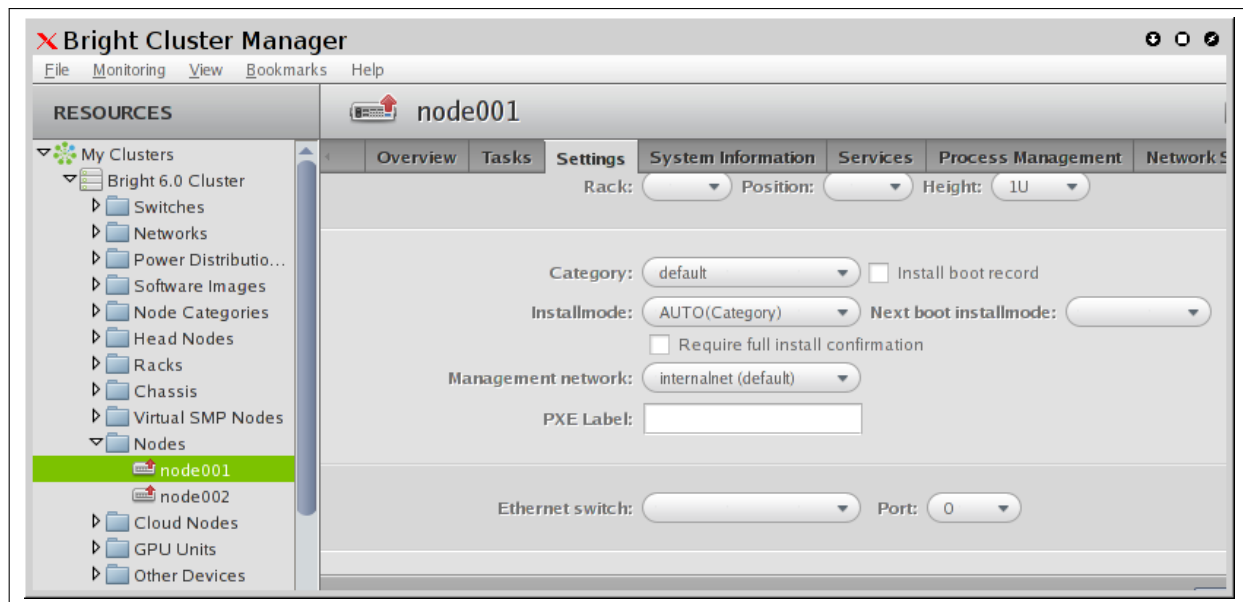 Bright Cluster Manager
File Monitoring View Bookmarks Help
RESOURCES
My Clusters
Bright 6.0 Cluster
Switches
Networks
Power Distributio...
Software Images
Node Categories
Head Nodes
Racks
Chassis
Virtual SMP Nodes
Nodes
node001
node002
Cloud Nodes
GPU Units
Other Devices
node001
Overview Tasks Settings System Information Services Process Management Network S
Rack: Position: Height: 1U
Category: default Install boot record
Installmode: AUTO(Category) Next boot installmode:
Require full install confirmation
Management network: internalnet (default)
PXE Label:
Ethernet switch: Port: 0